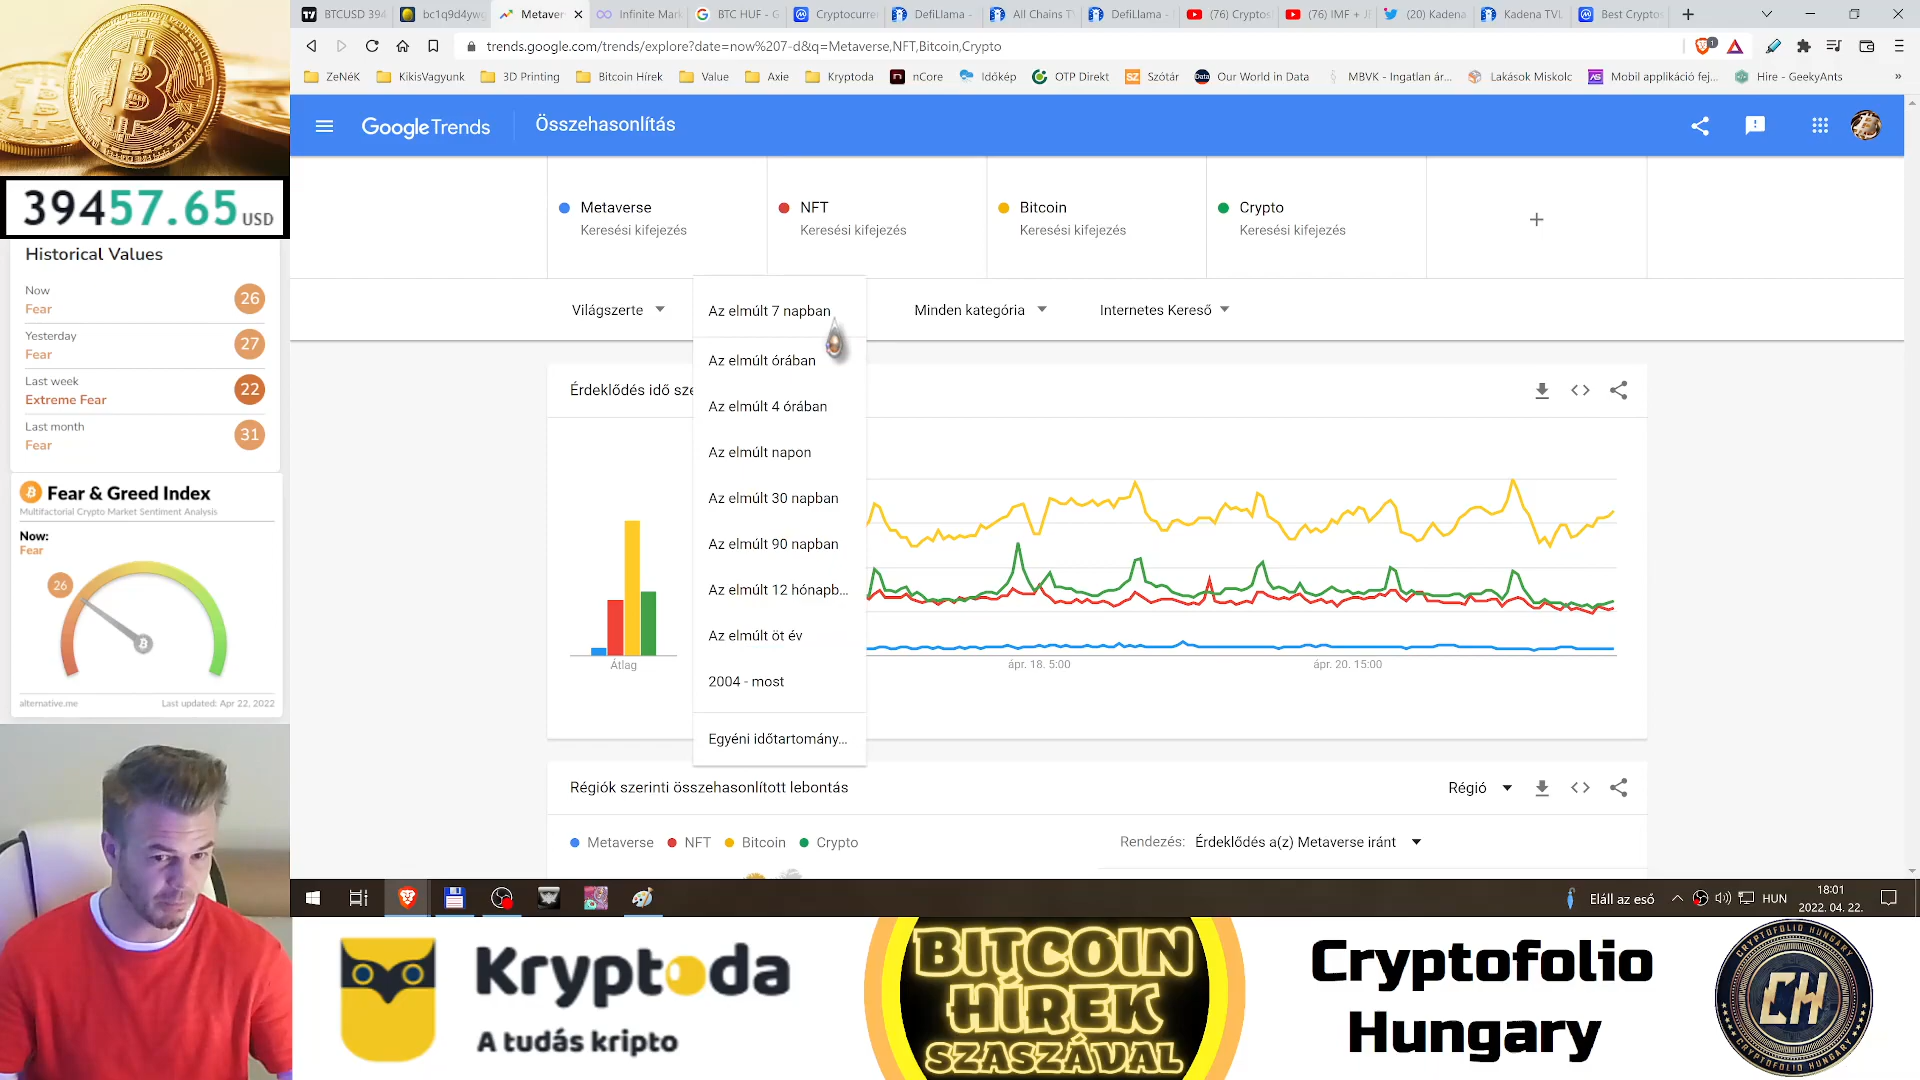 39457.65 USD
Historical Values
Now
Fear
26
Yesterday
Fear
27
Last week
Extreme Fear
22
Last month
Fear
31
Fear & Greed Index
Multifactorial Crypto Market Sentiment Analysis
Now:
Fear
26
alternative.me
Last updated: Apr 22, 2022
BTCUSD 394
bc1q9d4yw
Metaver
Infinite Mar
BTC HUF - G
Cryptocurre
DefiLlama -
All Chains T
DefiLlama -
(76) Cryptos
(76) IMF + J
(20) Kadena
Kadena TVL
Best Crypto
trends.google.com/trends/explore?date=now%207-d&q=Metaverse,NFT,Bitcoin,Crypto
ZeNéK
KikisVagyunk
3D Printing
Bitcoin Hírek
Value
Axie
Kryptoda
nCore
Időkép
OTP Direkt
Szótár
Our World in Data
MBVK - Ingatlan ár...
Lakások Miskolc
Mobil applikáció fej...
Hire - GeekyAnts
Google Trends
Összehasonlítás
Metaverse
Keresési kifejezés
NFT
Keresési kifejezés
Bitcoin
Keresési kifejezés
Crypto
Keresési kifejezés
Világszerte
Az elmúlt 7 napban
Minden kategória
Internetes Kereső
Az elmúlt órában
Az elmúlt 4 órában
Az elmúlt napon
Az elmúlt 30 napban
Az elmúlt 90 napban
Az elmúlt 12 hónapb...
Az elmúlt öt év
2004 - most
Egyéni időtartomány...
Érdeklődés idő sze
Átlag
ápr. 18. 5:00
ápr. 20. 15:00
Régiók szerinti összehasonlított lebontás
Régió
Metaverse
NFT
Bitcoin
Crypto
Rendezés: Érdeklődés a(z) Metaverse iránt
Eláll az eső
HUN
18:01
2022. 04. 22.
Kryptoda
A tudás kripto
BITCOIN
HÍREK
SZASZÁVAL
Cryptofolio
Hungary
CRYPTOFOLIO HUNGARY
CH
CRYPTOFOLIO HUNGARY